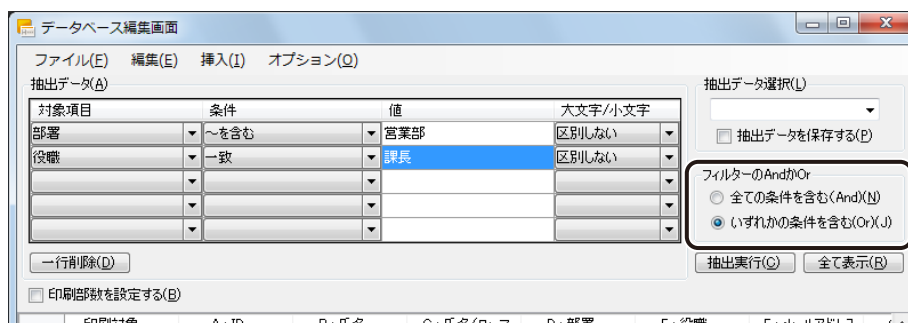 データベース編集画面
ファイル(F) 編集(E) 挿入(I) オプション(O)
抽出データ(A)
対象項目 条件 値 大文字/小文字
部署 ～を含む 営業部 区別しない
役職 一致 課長 区別しない
一行削除(D)
印刷部数を設定する(B)
抽出データ選択(L)
抽出データを保存する(P)
フィルターのAndかOr
全ての条件を含む(And)(N)
いずれかの条件を含む(Or)(J)
抽出実行(C) 全て表示(R)